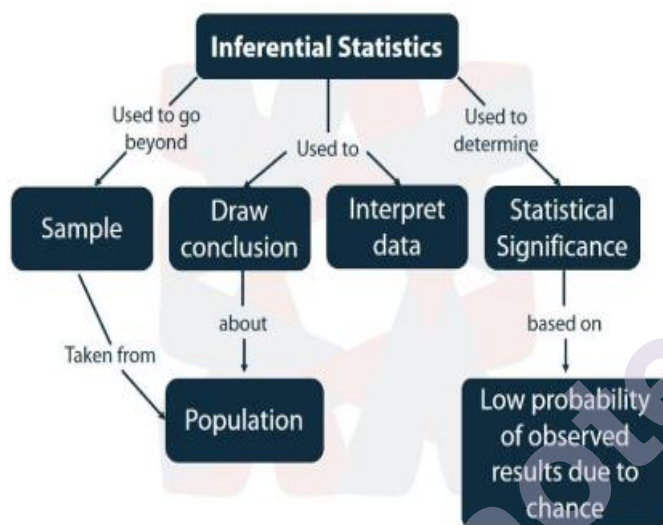 Inferential Statistics
Used to go
beyond
Used to
Used to
determine
Sample
Draw
conclusion
Interpret
data
Statistical
Significance
Taken from
about
based on
Population
Low probability
of observed
results due to
chance